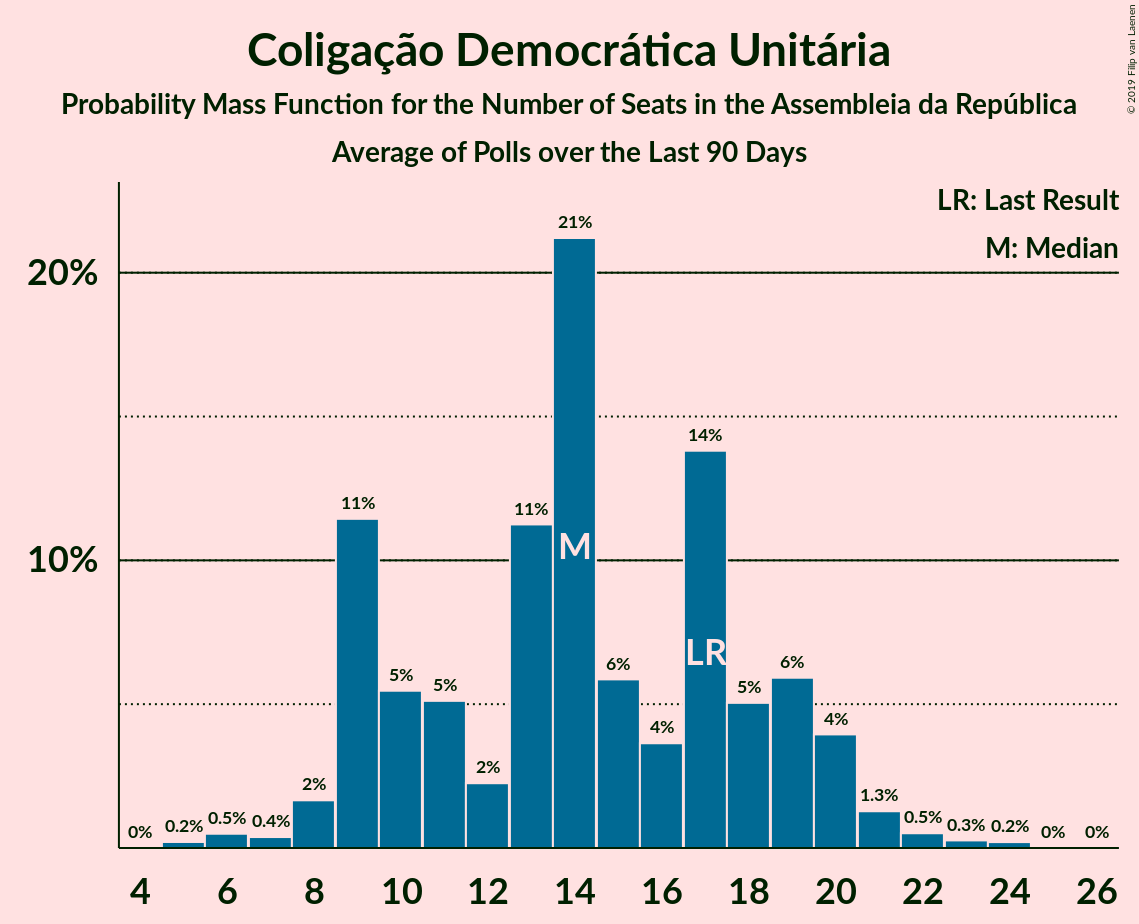 Coligação Democrática Unitária
Probability Mass Function for the Number of Seats in the Assembleia da República
Average of Polls over the Last 90 Days
© 2019 Filip van Laenen
LR: Last Result
M: Median
20%
10%
0%
0.2%
0.5%
0.4%
2%
11%
5%
5%
2%
11%
21%
6%
4%
14%
5%
6%
4%
1.3%
0.5%
0.3%
0.2%
0%
0%
M
LR
4 6 8 10 12 14 16 18 20 22 24 26